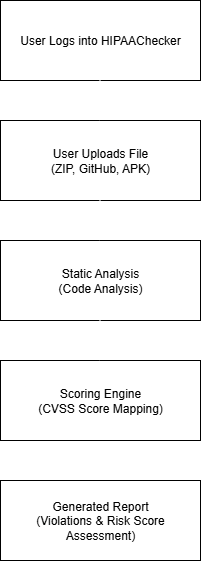 User Logs into HIPAAChecker
User Uploads File
(ZIP, GitHub, APK)
Static Analysis
(Code Analysis)
Scoring Engine
(CVSS Score Mapping)
Generated Report
(Violations & Risk Score
Assessment)